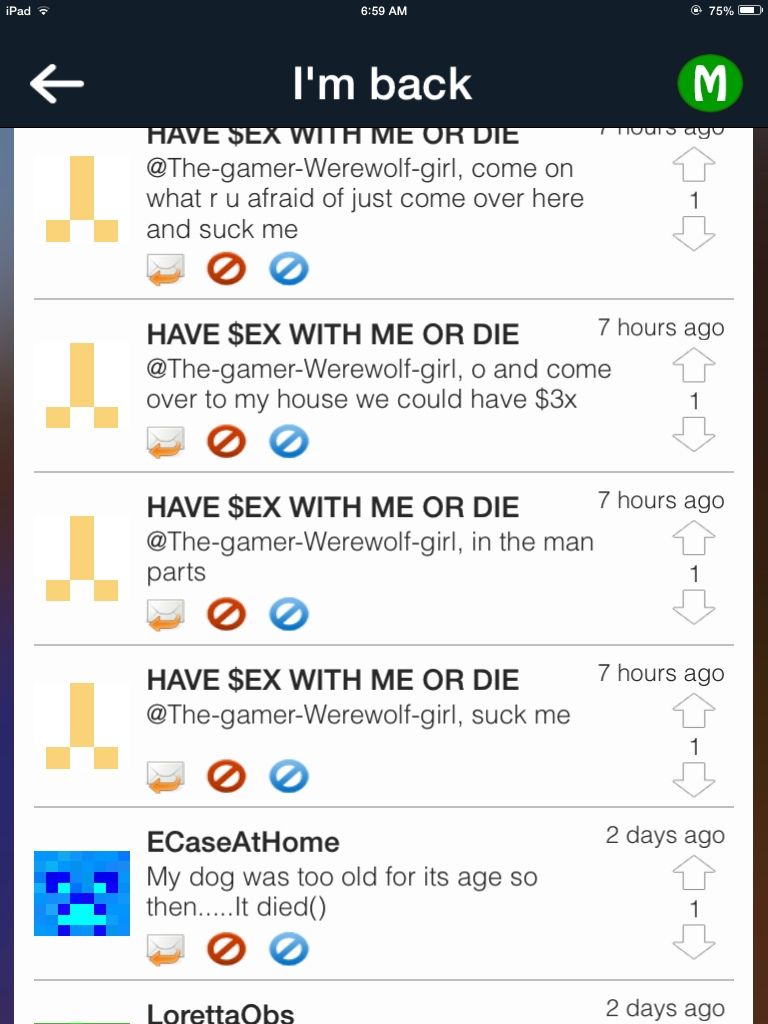 iPad 6:59 AM 75%
I'm back
M
HAVE $EX WITH ME OR DIE 7 hours ago
@The-gamer-Werewolf-girl, come on
what r u afraid of just come over here
and suck me
1
HAVE $EX WITH ME OR DIE 7 hours ago
@The-gamer-Werewolf-girl, o and come
over to my house we could have $3x
1
HAVE $EX WITH ME OR DIE 7 hours ago
@The-gamer-Werewolf-girl, in the man
parts
1
HAVE $EX WITH ME OR DIE 7 hours ago
@The-gamer-Werewolf-girl, suck me
1
ECaseAtHome 2 days ago
My dog was too old for its age so
then.....It died()
1
LorettaObs 2 days ago